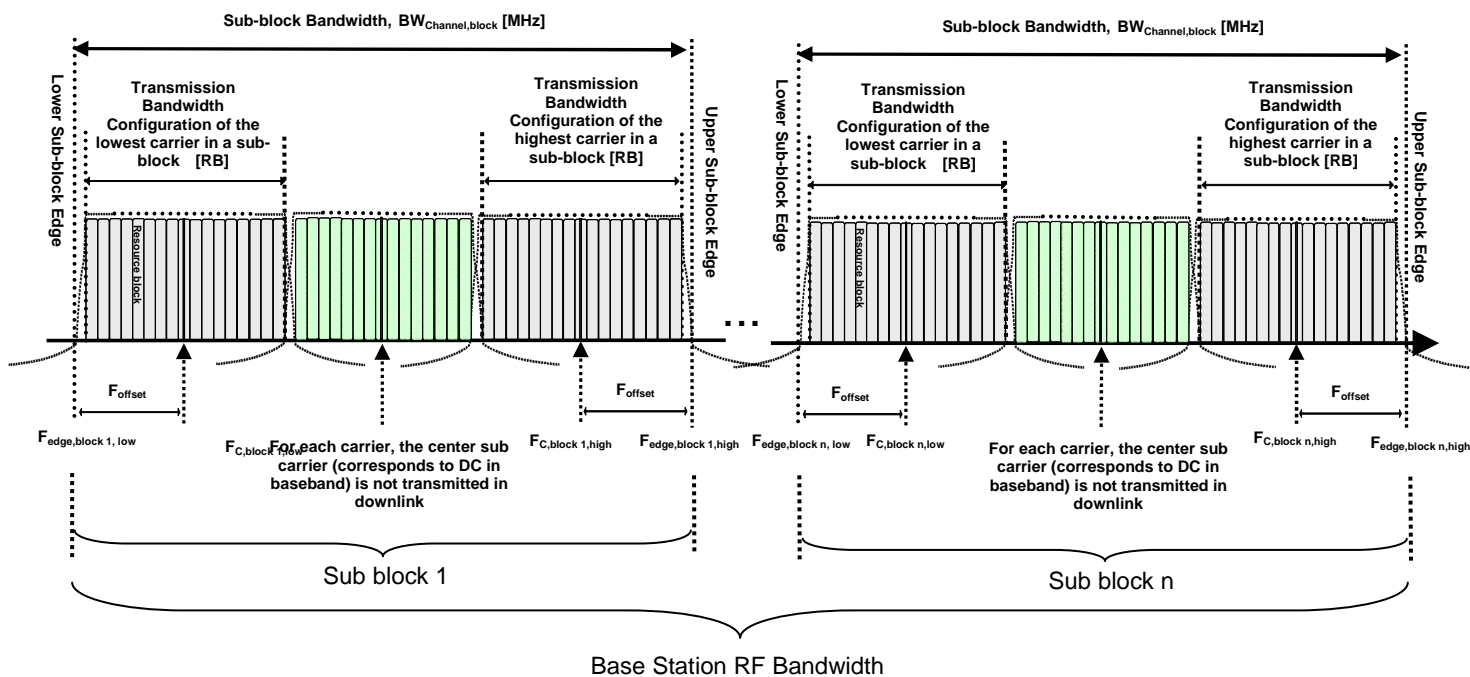 Sub-block Bandwidth, BWChannel,block [MHz]
Lower Sub-block Edge
Transmission
Bandwidth
Configuration of the
lowest carrier in a sub-
block [RB]
Transmission
Bandwidth
Configuration of the
highest carrier in a
sub-block [RB]
Upper Sub-block Edge
Resource block
Foffset
Foffset
Fedge,block 1, low
FC,block 1,low
FC,block 1,high
Fedge,block 1,high
For each carrier, the center sub
carrier (corresponds to DC in
baseband) is not transmitted in
downlink
Sub block 1
...
Sub-block Bandwidth, BWChannel,block [MHz]
Lower Sub-block Edge
Transmission
Bandwidth
Configuration of the
lowest carrier in a
sub-block [RB]
Transmission
Bandwidth
Configuration of the
highest carrier in a
sub-block [RB]
Upper Sub-block Edge
Resource block
Foffset
Foffset
Fedge,block n, low
FC,block n,low
FC,block n,high
Fedge,block n,high
For each carrier, the center sub
carrier (corresponds to DC in
baseband) is not transmitted in
downlink
Sub block n
Base Station RF Bandwidth